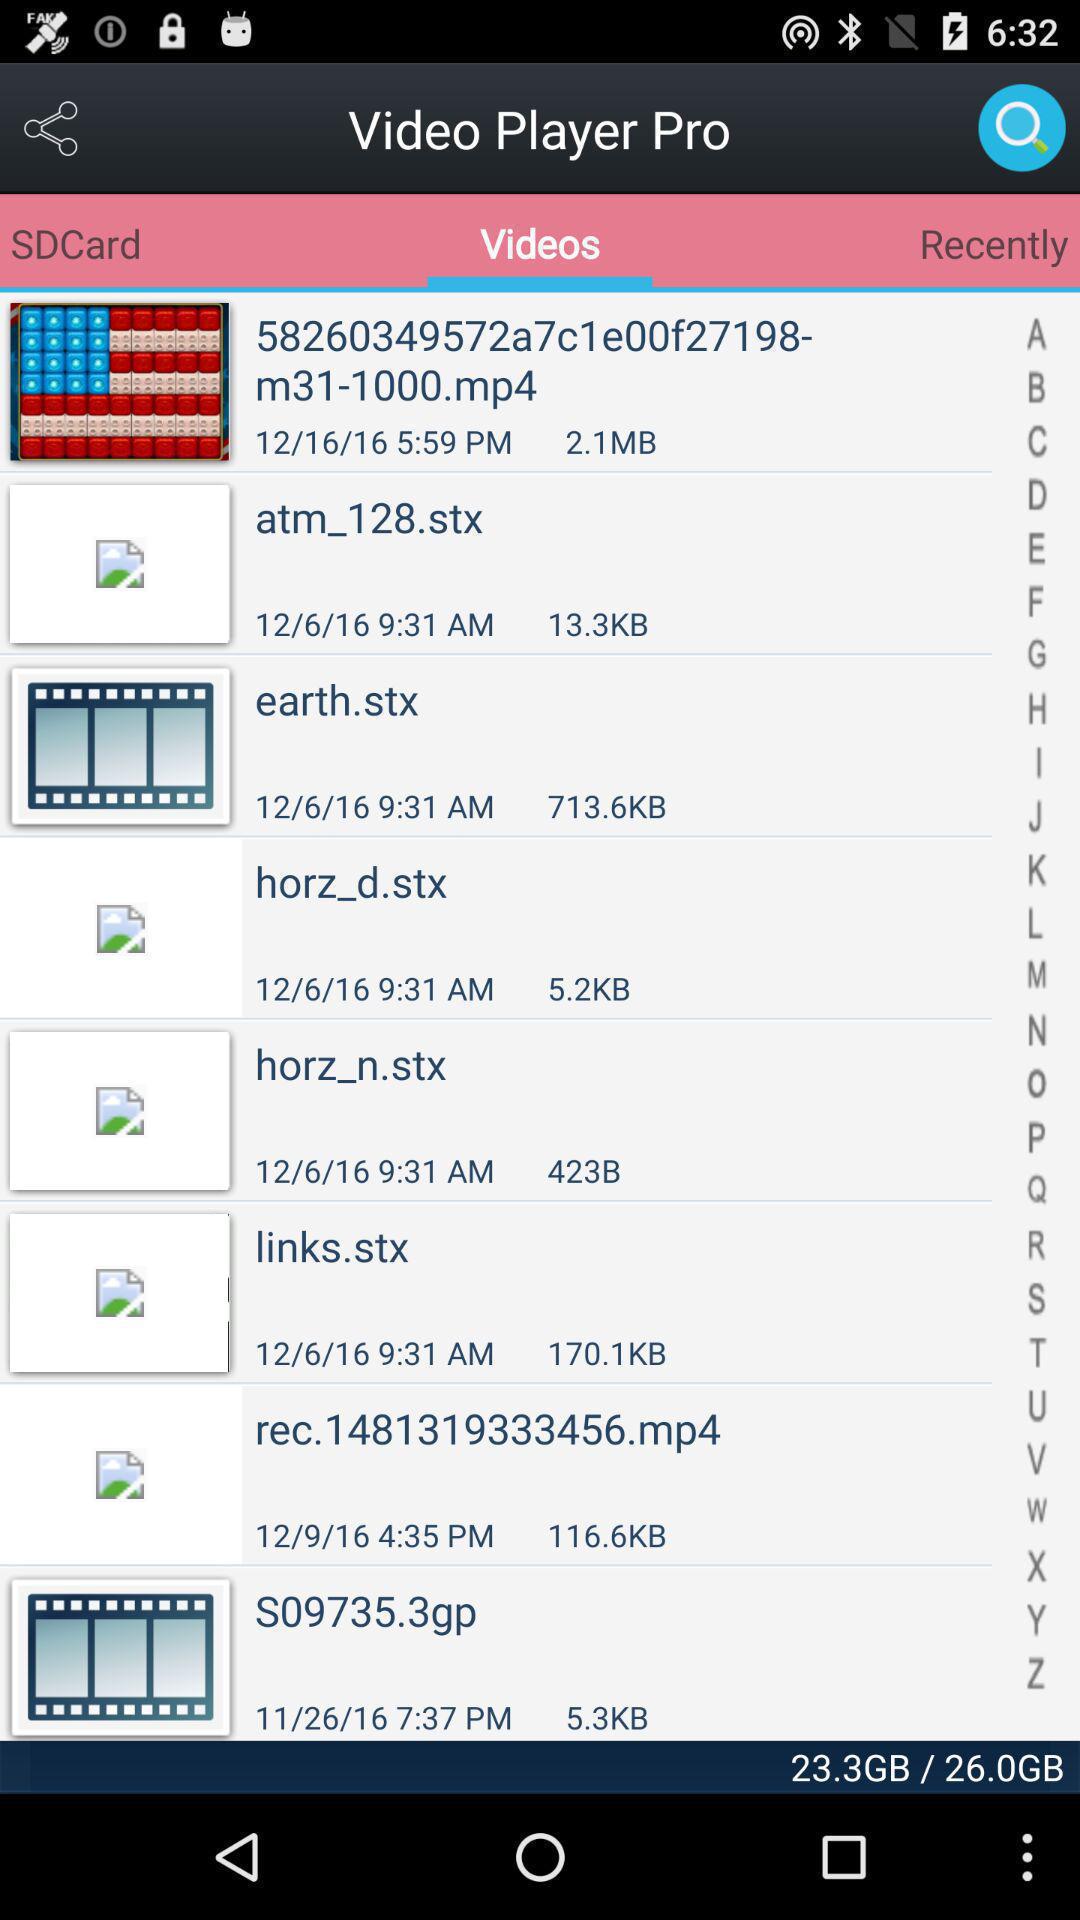 FAKE
6:32
Video Player Pro
SDCard
Videos
Recently
58260349572a7c1e00f27198-
m31-1000.mp4
12/16/16 5:59 PM 2.1MB
atm_128.stx
12/6/16 9:31 AM 13.3KB
earth.stx
12/6/16 9:31 AM 713.6KB
horz_d.stx
12/6/16 9:31 AM 5.2KB
horz_n.stx
12/6/16 9:31 AM 423B
links.stx
12/6/16 9:31 AM 170.1KB
rec.1481319333456.mp4
12/9/16 4:35 PM 116.6KB
S09735.3gp
11/26/16 7:37 PM 5.3KB
A
B
C
D
E
F
G
H
I
J
K
L
M
N
O
P
Q
R
S
T
U
V
W
X
Y
Z
23.3GB / 26.0GB